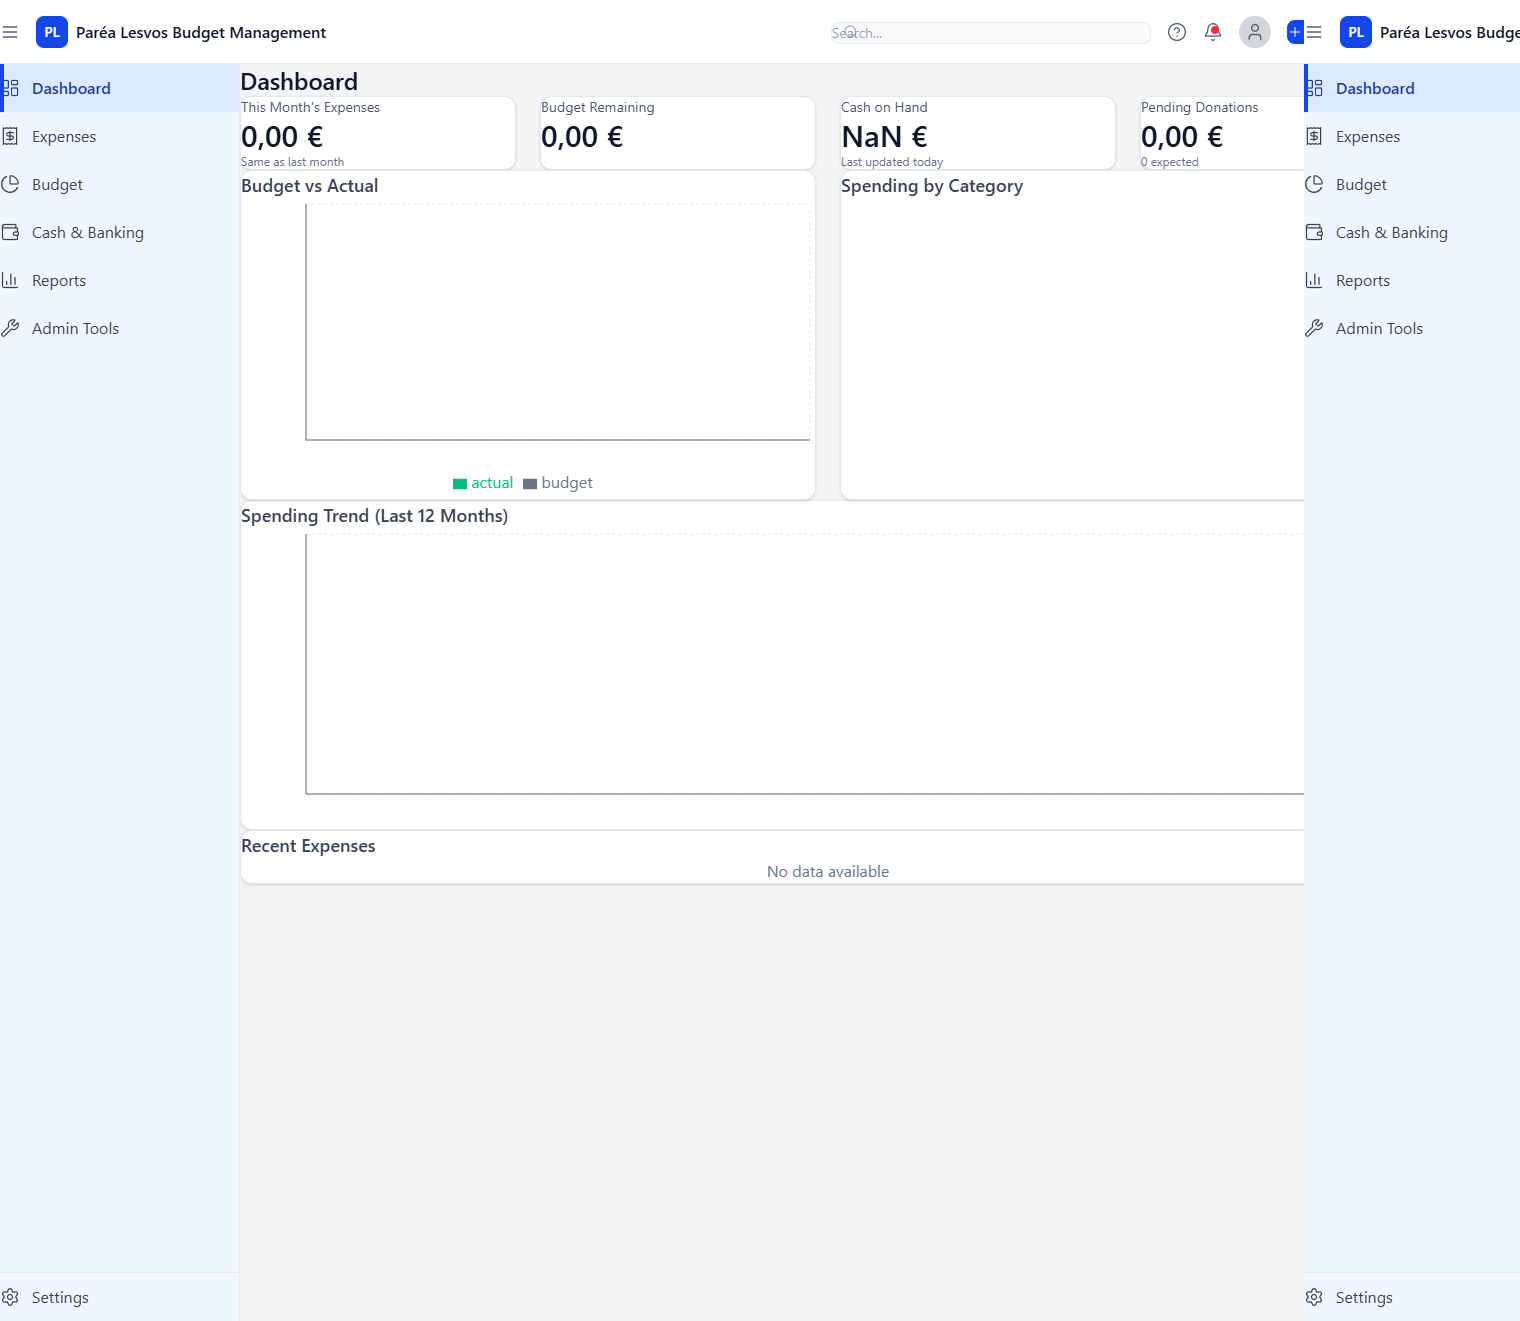 PL Paréa Lesvos Budget Management
Search...
Dashboard
Expenses
Budget
Cash & Banking
Reports
Admin Tools
Settings
Dashboard
This Month's Expenses
0,00 €
Same as last month
Budget Remaining
0,00 €
Cash on Hand
NaN €
Last updated today
Pending Donations
0,00 €
0 expected
Budget vs Actual
actual
budget
Spending by Category
Spending Trend (Last 12 Months)
Recent Expenses
No data available
PL Paréa Lesvos Budge
Dashboard
Expenses
Budget
Cash & Banking
Reports
Admin Tools
Settings